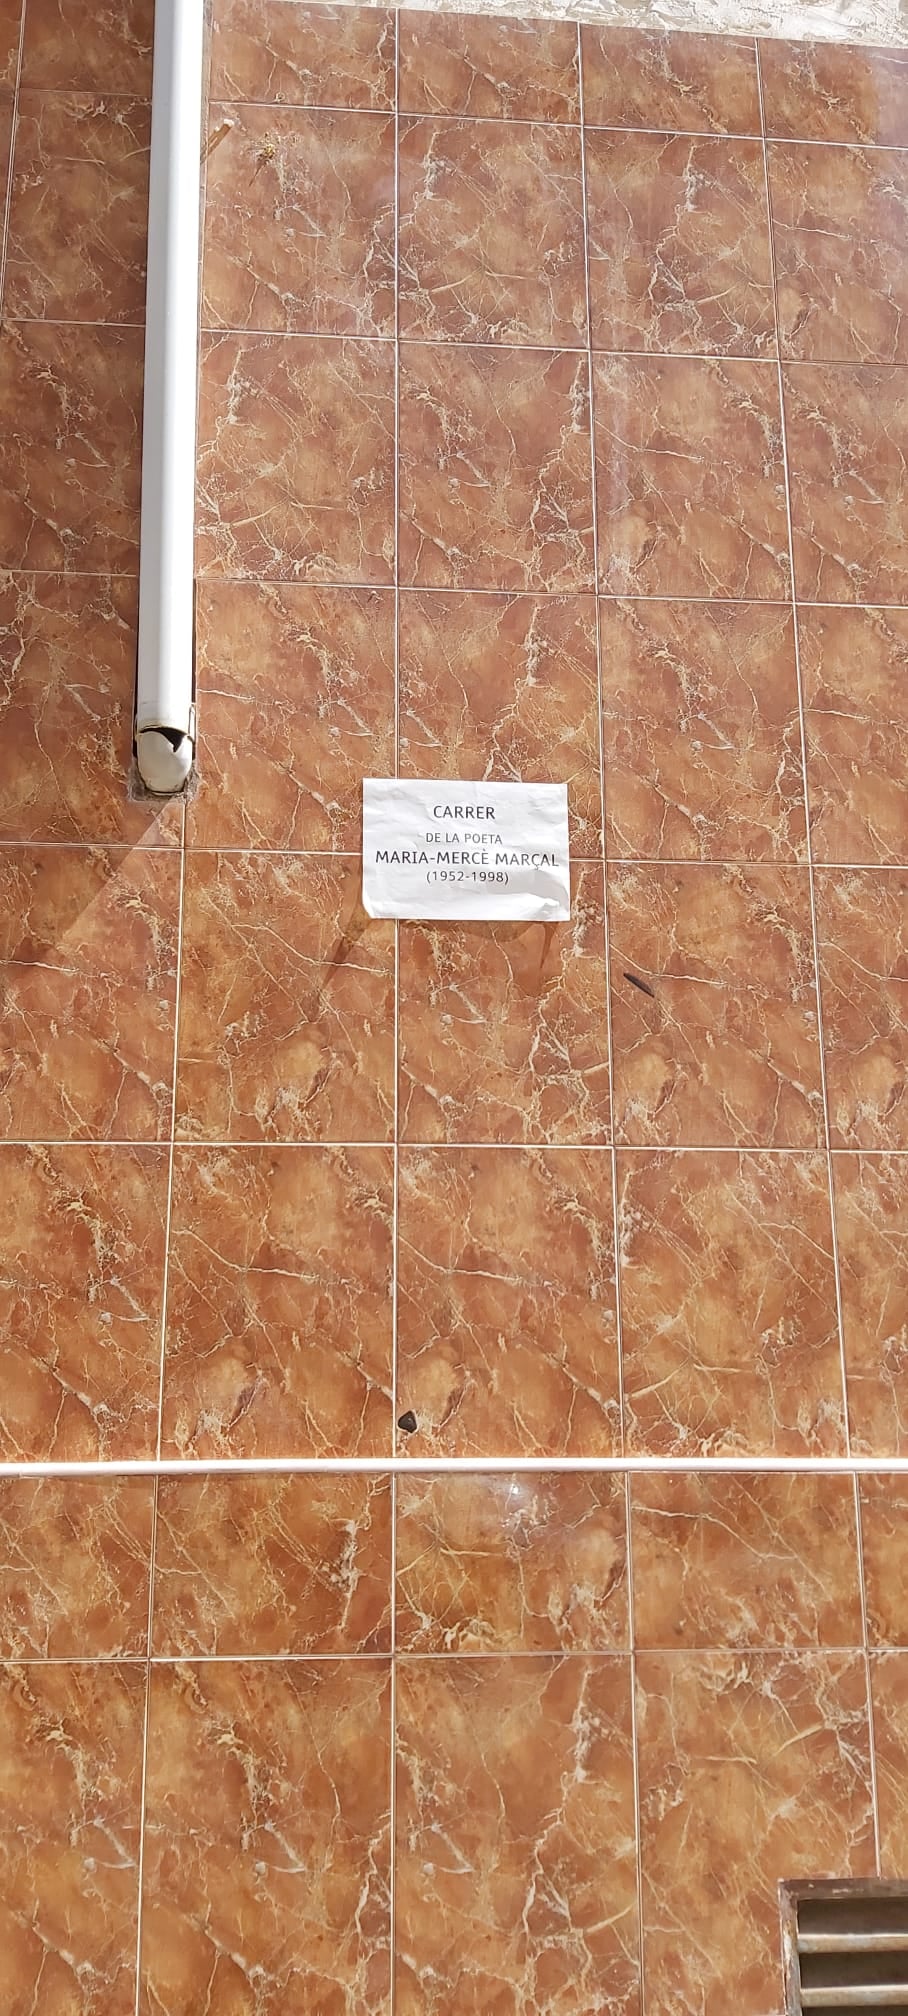 CARRER
DE LA POETA
MARIA-MERCÈ MARÇAL
(1952-1998)